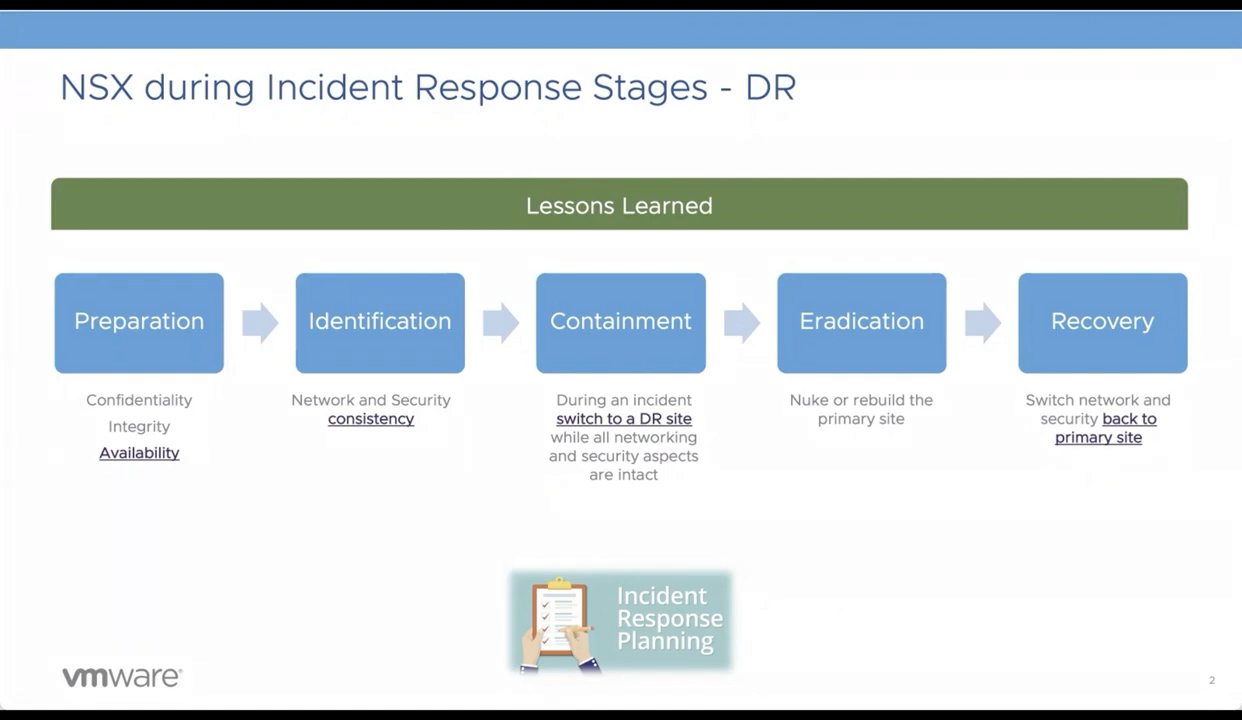 NSX during Incident Response Stages - DR
Lessons Learned
Preparation
Confidentiality
Integrity
Availability
Identification
Network and Security
consistency
Containment
During an incident
switch to a DR site
while all networking
and security aspects
are intact
Eradication
Nuke or rebuild the
primary site
Recovery
Switch network and
security back to
primary site
Incident
Response
Planning
vmware®
2